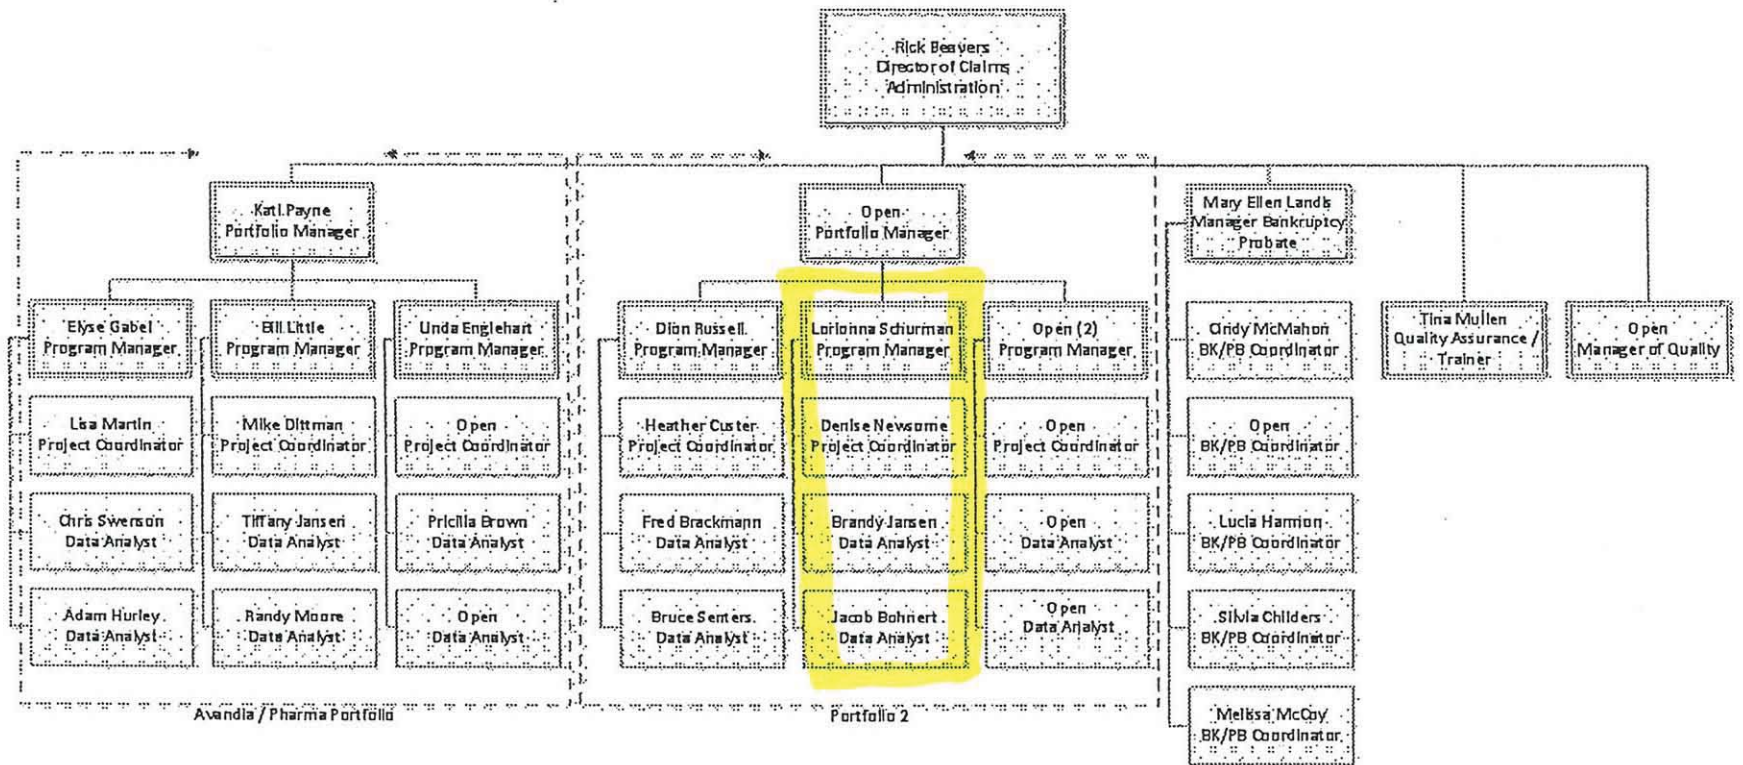 Rick Beavers
Director of Claims
Administration
Kati Payne
Portfolio Manager
Open
Portfolio Manager
Mary Ellen Landis
Manager Bankruptcy
Probate
Elyse Gabel
Program Manager
Bill Little
Program Manager
Linda Englehart
Program Manager
Dion Russell
Program Manager
Lorionna Schurman
Program Manager
Open (2)
Program Manager
Cindy McMahon
BK/PB Coordinator
Tina Mullen
Quality Assurance /
Trainer
Open
Manager of Quality
Lisa Martin
Project Coordinator
Mike Dittman
Project Coordinator
Open
Project Coordinator
Heather Custer
Project Coordinator
Denise Newsome
Project Coordinator
Open
Project Coordinator
Open
BK/PB Coordinator
Chris Swenson
Data Analyst
Tiffany Jansen
Data Analyst
Pricilla Brown
Data Analyst
Fred Brackmann
Data Analyst
Brandy Jansen
Data Analyst
Open
Data Analyst
Lucia Harrion
BK/PB Coordinator
Adam Hurley
Data Analyst
Randy Moore
Data Analyst
Open
Data Analyst
Bruce Senters
Data Analyst
Jacob Bohnert
Data Analyst
Open
Data Analyst
Silvia Childers
BK/PB Coordinator
Avandia / Pharma Portfolio
Portfolio 2
Melissa McCoy
BK/PB Coordinator